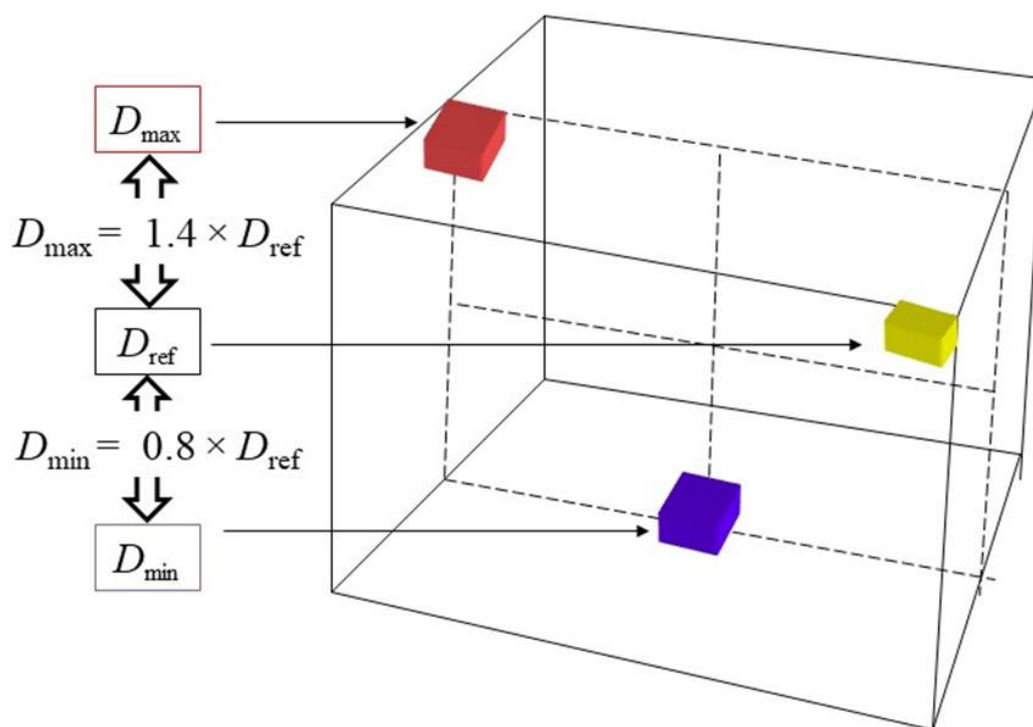 Dmax
Dmax = 1.4 × Dref
Dref
Dmin = 0.8 × Dref
Dmin